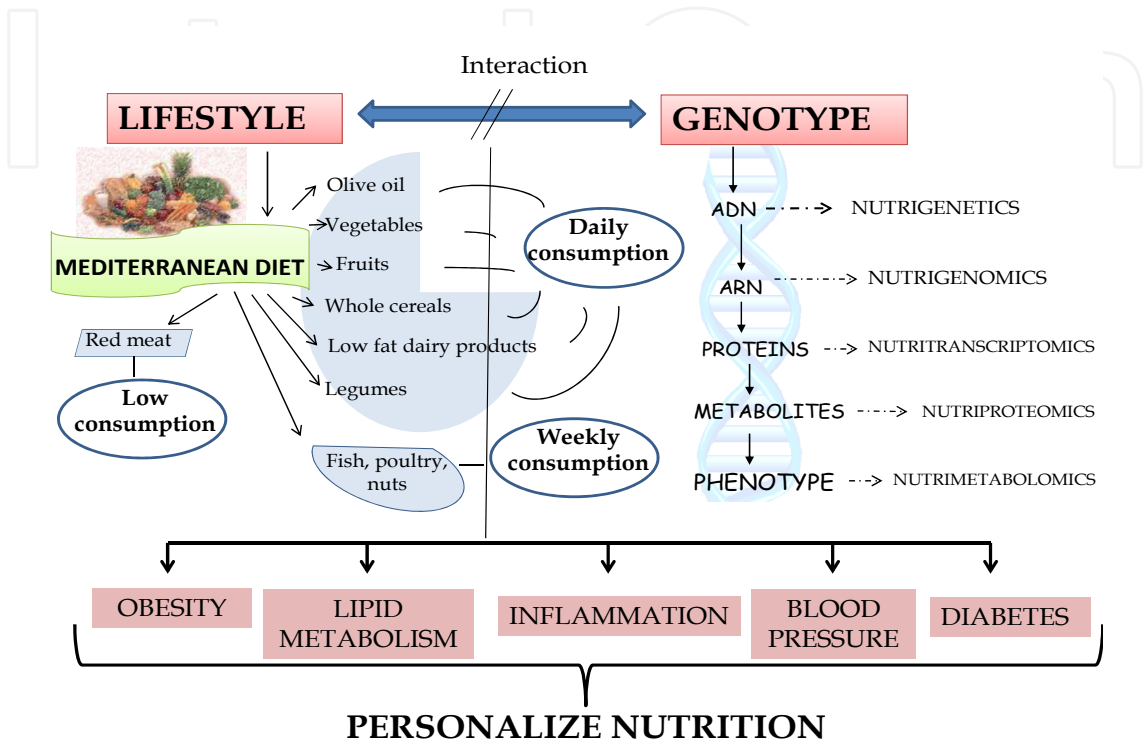 Interaction
LIFESTYLE
GENOTYPE
MEDITERRANEAN DIET
Olive oil
Vegetables
Fruits
Whole cereals
Low fat dairy products
Legumes
Fish, poultry,
nuts
Red meat
Low
consumption
Daily
consumption
Weekly
consumption
ADN
NUTRIGENETICS
ARN
NUTRIGENOMICS
PROTEINS
NUTRITRANSCRIPTOMICS
METABOLITES
NUTRIPROTEOMICS
PHENOTYPE
NUTRIMETABOLOMICS
OBESITY
LIPID
METABOLISM
INFLAMMATION
BLOOD
PRESSURE
DIABETES
PERSONALIZE NUTRITION